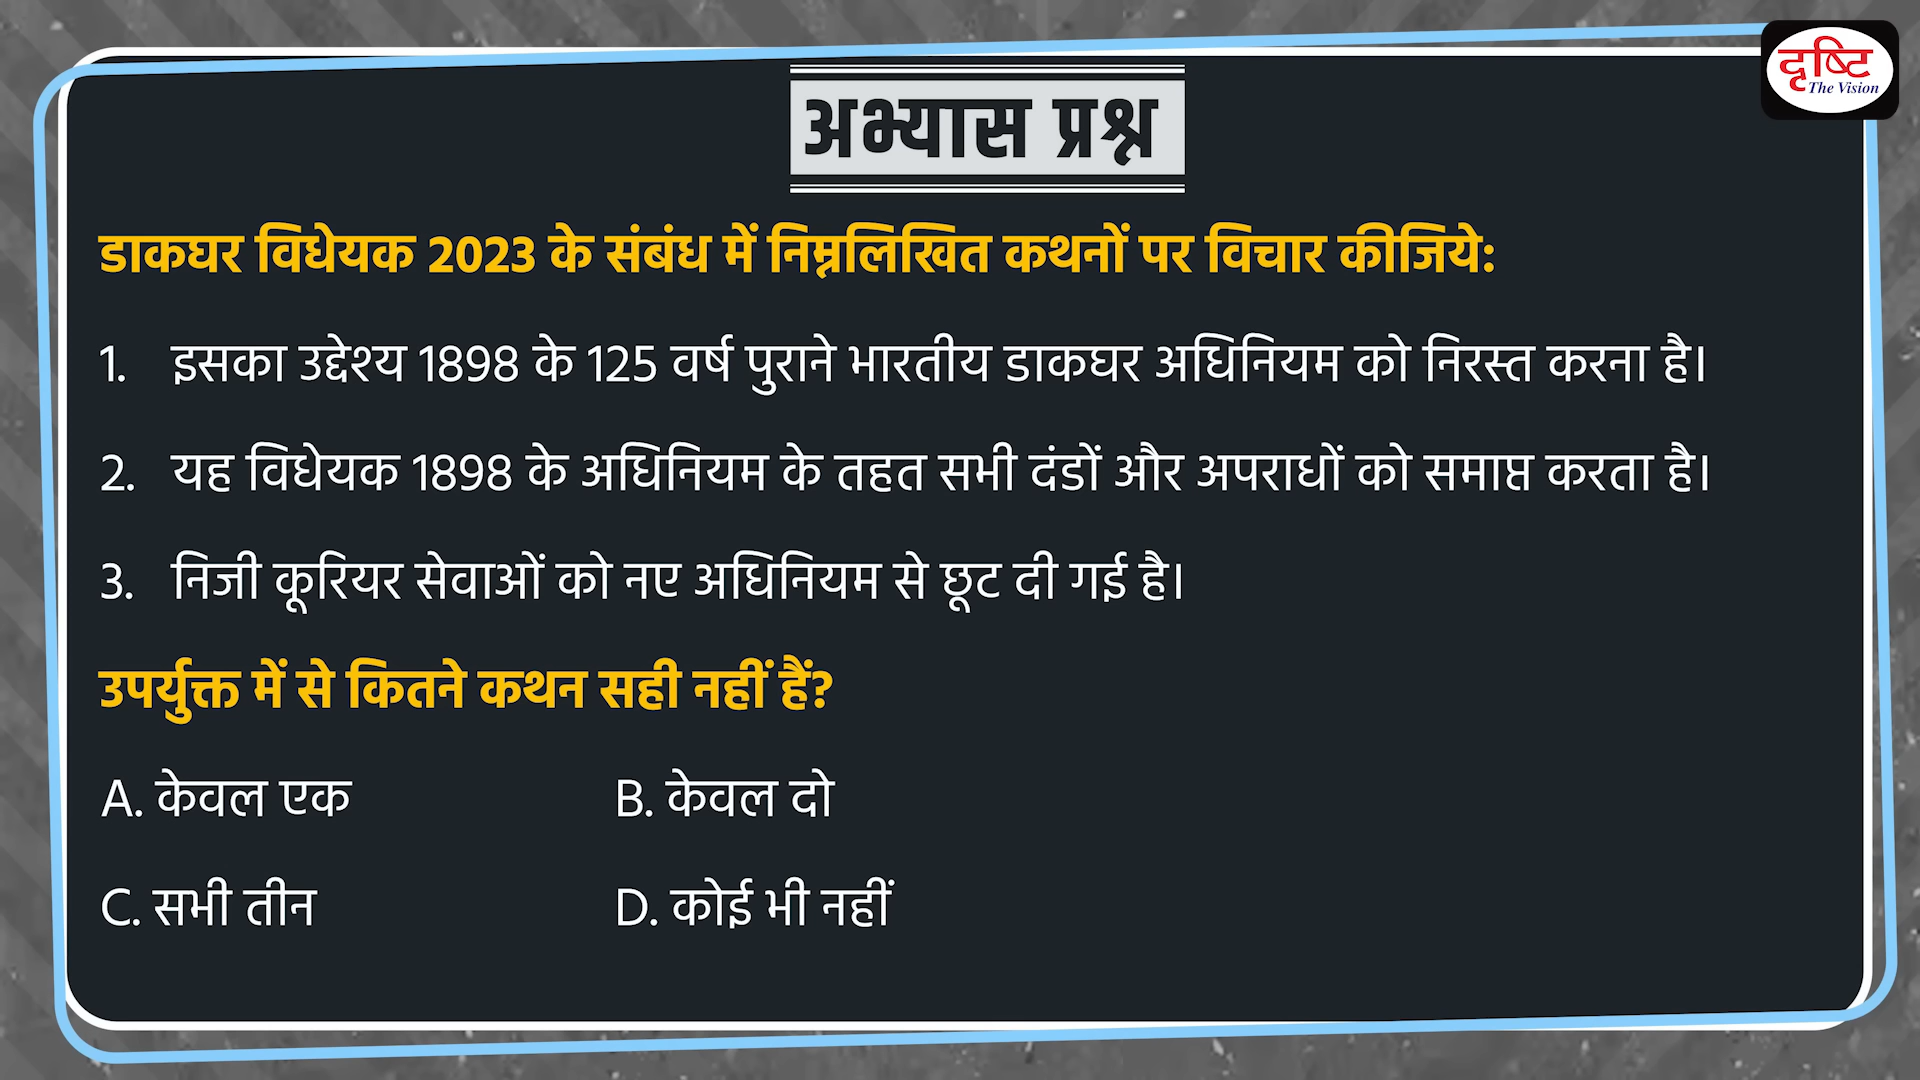 दृष्टि
The Vision
अभ्यास प्रश्न
डाकघर विधेयक 2023 के संबंध में निम्नलिखित कथनों पर विचार कीजिये:
1. इसका उद्देश्य 1898 के 125 वर्ष पुराने भारतीय डाकघर अधिनियम को निरस्त करना है।
2. यह विधेयक 1898 के अधिनियम के तहत सभी दंडों और अपराधों को समाप्त करता है।
3. निजी कूरियर सेवाओं को नए अधिनियम से छूट दी गई है।
उपर्युक्त में से कितने कथन सही नहीं हैं?
A. केवल एक B. केवल दो
C. सभी तीन D. कोई भी नहीं